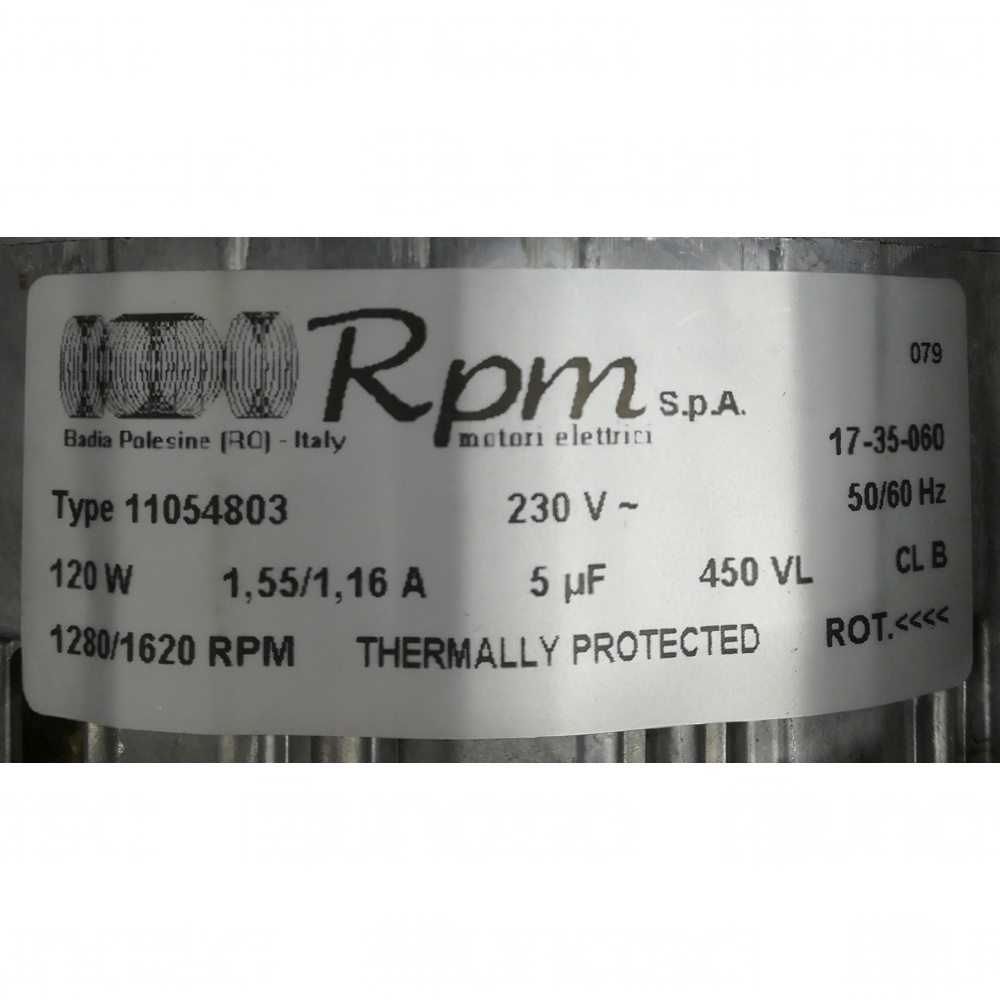 Rpm S.p.A.
079
Badia Polesine (RO) - Italy
motori elettrici
17-35-060
Type 11054803 230 V ~ 50/60 Hz
120 W 1,55/1,16 A 5 µF 450 VL CL B
1280/1620 RPM THERMALLY PROTECTED ROT.<<<<